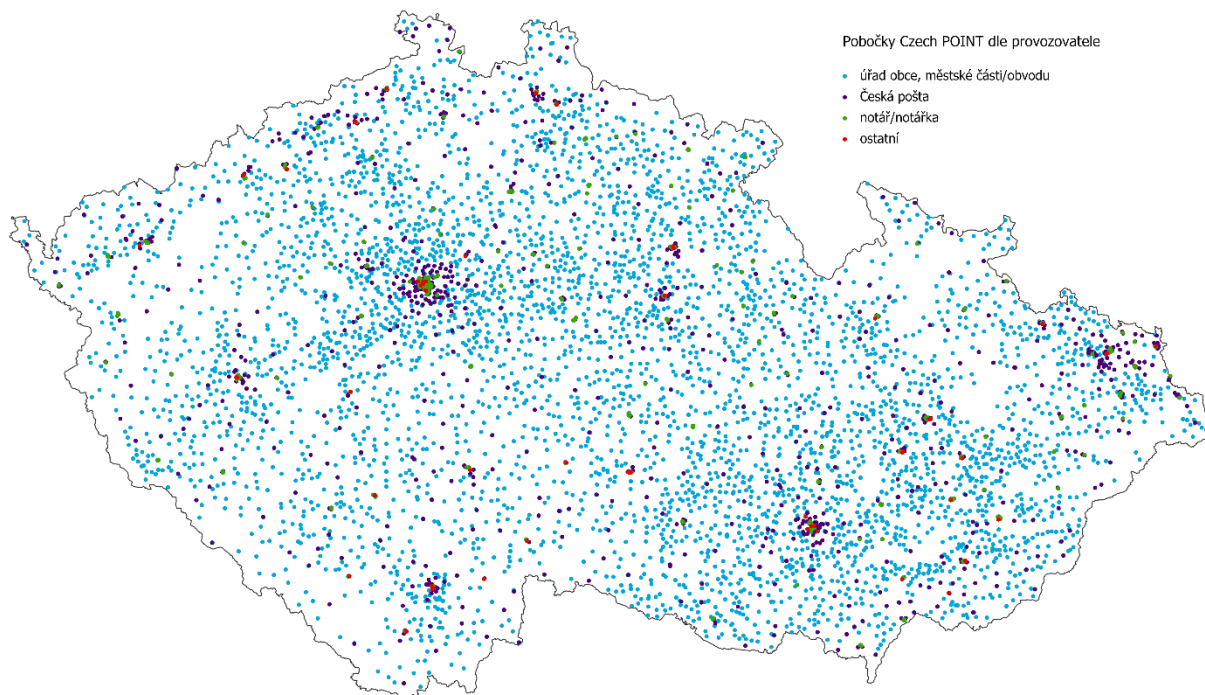 Pobočky Czech POINT dle provozovatele
úřad obce, městské části/obvodu
Česká pošta
notář/notářka
ostatní